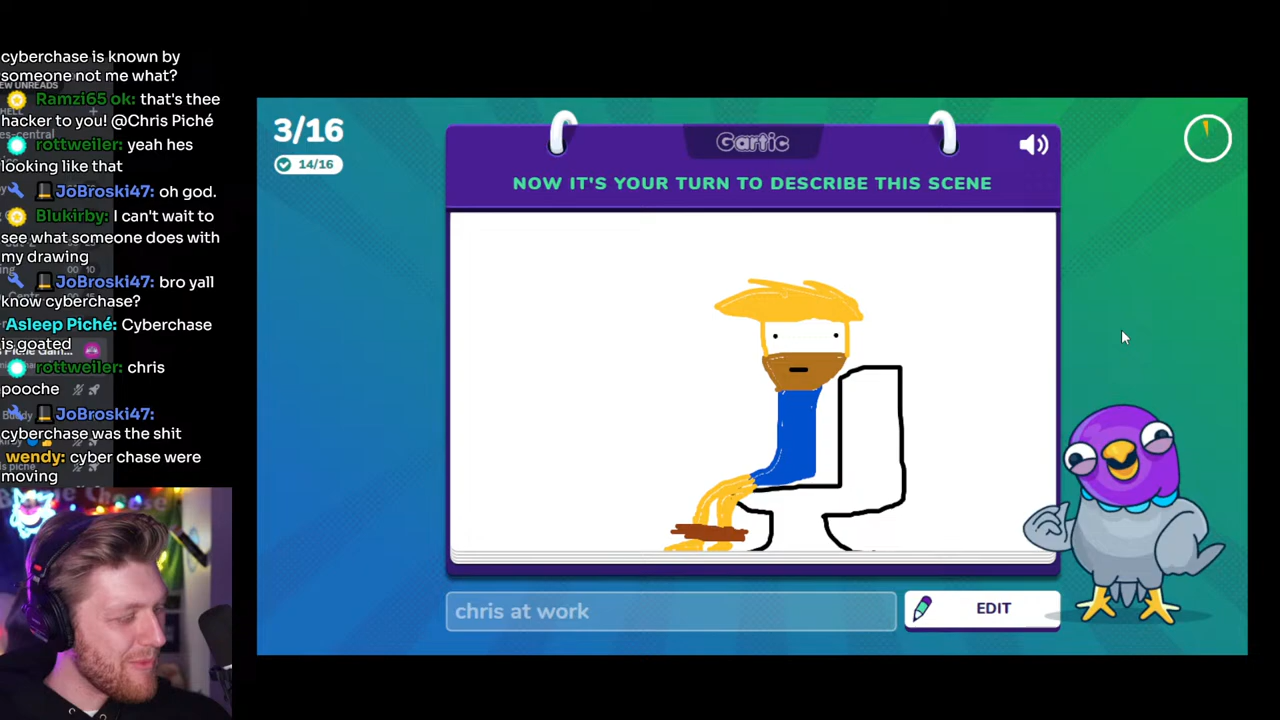 cyberchase is known by
someone not me what?
Ramzi65 ok: that's thee
hacker to you! @Chris Piché
rottweiler: yeah hes
looking like that
JoBroski47: oh god.
Blukirby: I can't wait to
see what someone does with
my drawing
JoBroski47: bro yall
know cyberchase?
Asleep Piché: Cyberchase
is goated
rottweiler: chris
pooche
JoBroski47:
cyberchase was the shit
wendy: cyber chase were
moving
3/16
14/16
Gartic
NOW IT'S YOUR TURN TO DESCRIBE THIS SCENE
chris at work
EDIT